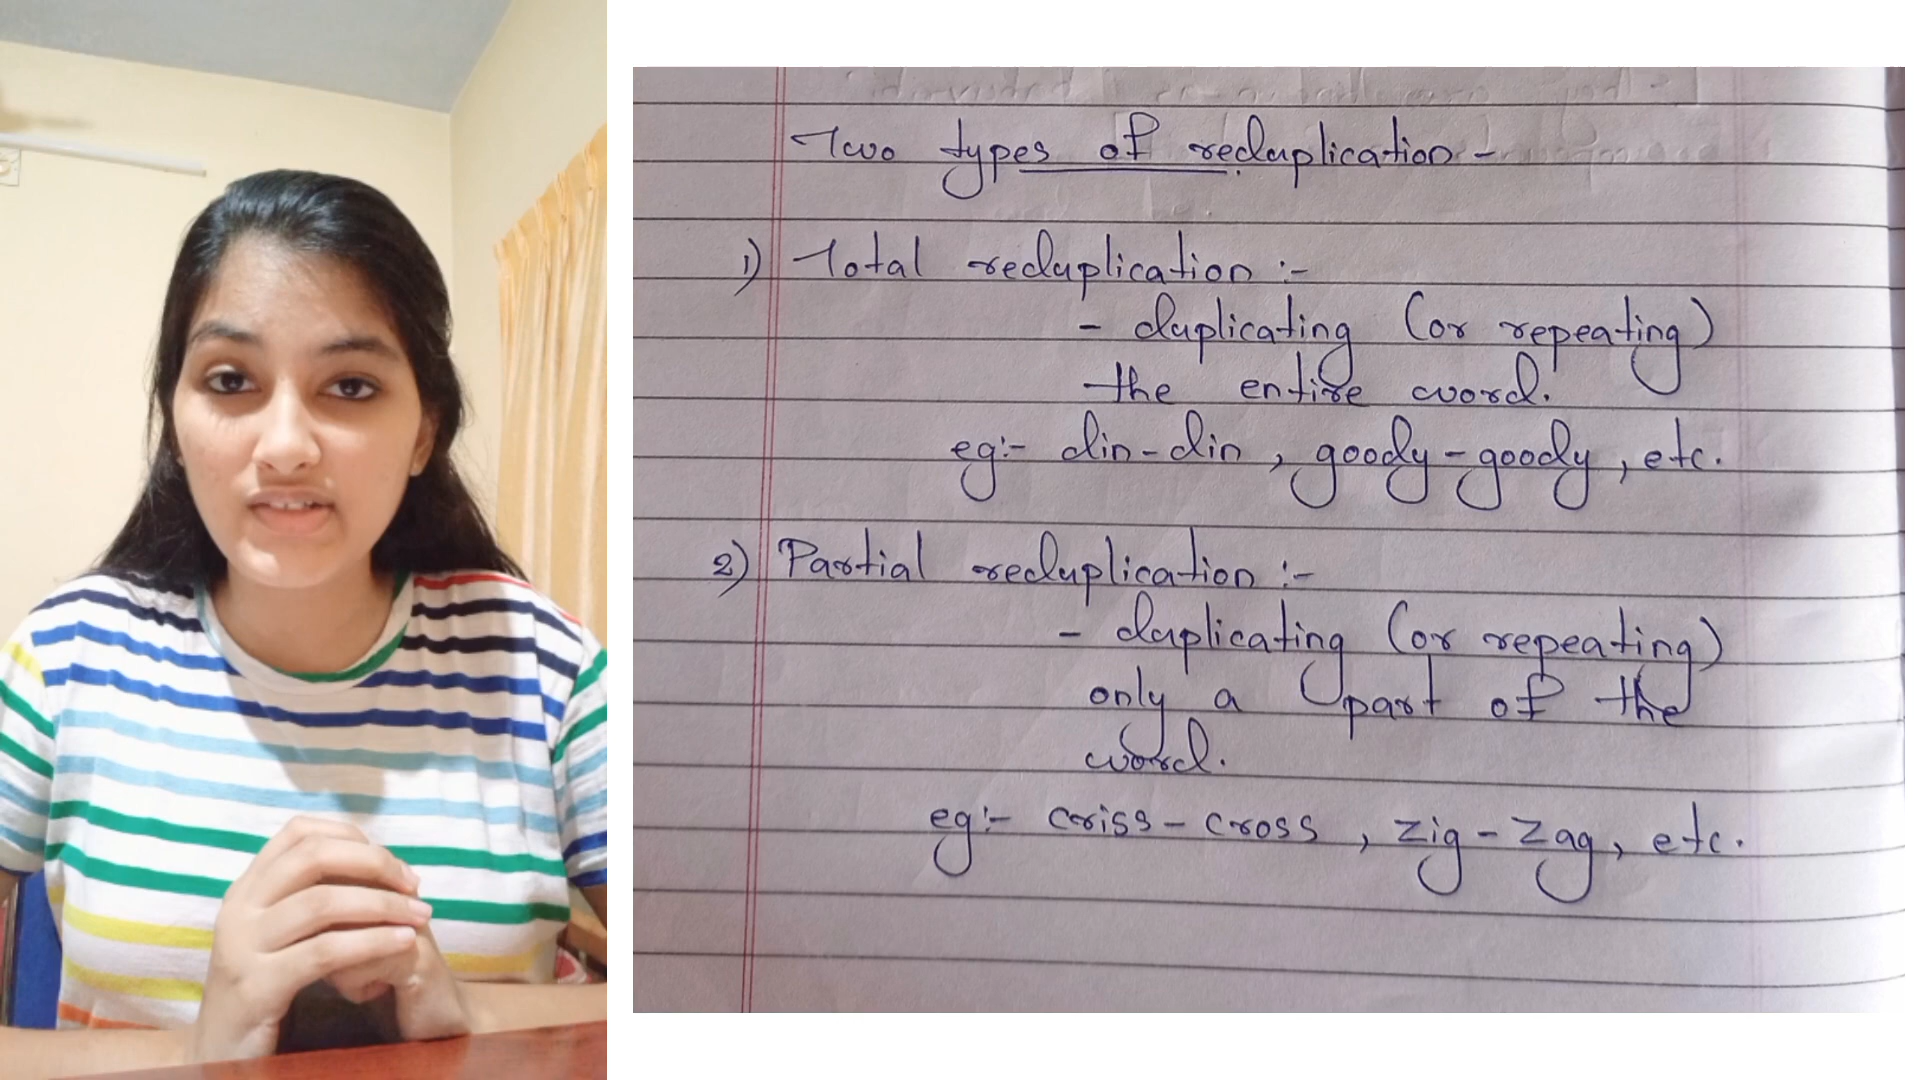 Two types of reduplication -
1) Total reduplication :-
- duplicating (or repeating)
the entire word.
eg:- din-din, goody-goody, etc.
2) Partial reduplication :-
- duplicating (or repeating)
only a part of the
word.
eg:- criss-cross, zig-zag, etc.